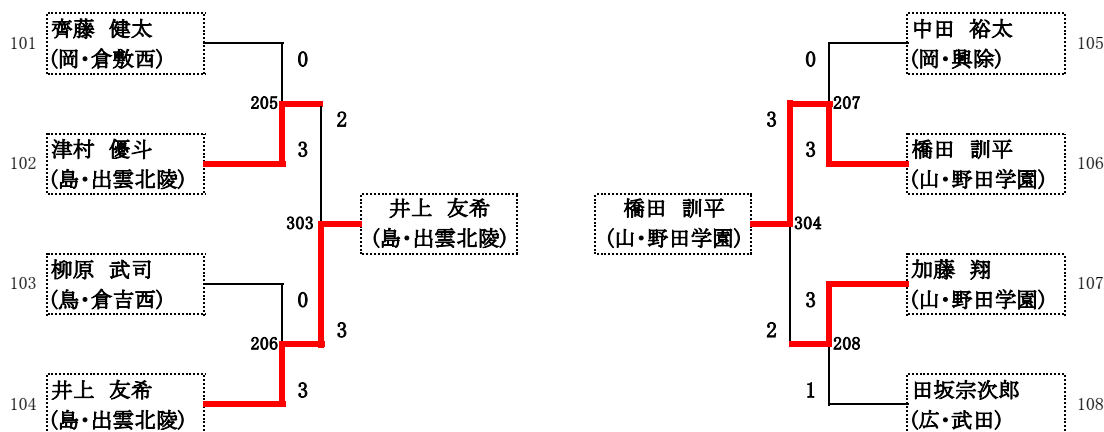 101
齊藤 健太
(岡・倉敷西)
0
205
2
3
102
津村 優斗
(島・出雲北陵)
303
井上 友希
(島・出雲北陵)
103
柳原 武司
(鳥・倉吉西)
0
206
3
3
104
井上 友希
(島・出雲北陵)
中田 裕太
(岡・興除)
105
0
207
3
3
橋田 訓平
(山・野田学園)
106
橋田 訓平
(山・野田学園)
304
加藤 翔
(山・野田学園)
107
3
2
208
1
田坂宗次郎
(広・武田)
108